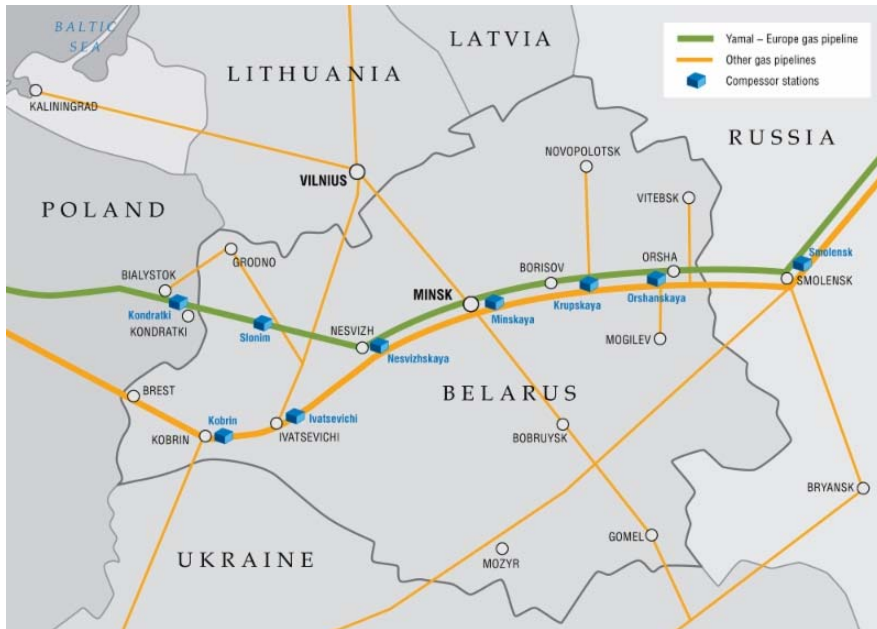 BALTIC
SEA
LATVIA
Yamal – Europe gas pipeline
Other gas pipelines
Compessor stations
LITHUANIA
KALININGRAD
RUSSIA
NOVOPOLOTSK
VILNIUS
VITEBSK
POLAND
GRODNO
BIALYSTOK
ORSHA
Smolensk
BORISOV
SMOLENSK
MINSK
Kondratki
Minskaya
Krupskaya
Orshanskaya
KONDRATKI
Slonim
NESVIZH
MOGILEV
Nesvizhskaya
BREST
BELARUS
Kobrin
Ivatsevichi
KOBRIN
IVATSEVICHI
BOBRUYSK
BRYANSK
GOMEL
UKRAINE
MOZYR